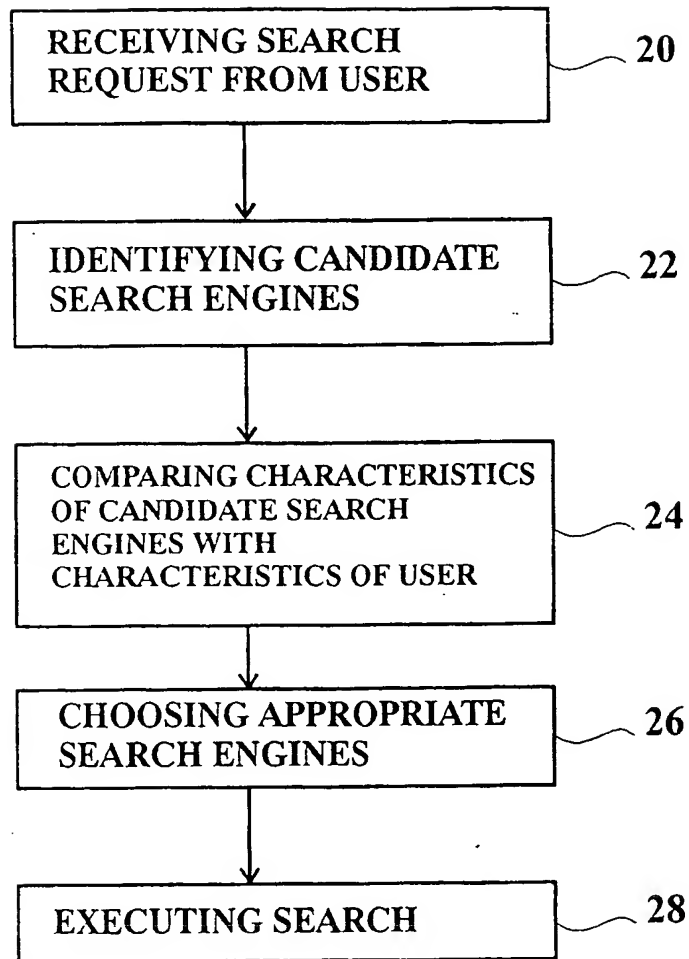 RECEIVING SEARCH
REQUEST FROM USER
20
IDENTIFYING CANDIDATE
SEARCH ENGINES
22
COMPARING CHARACTERISTICS
OF CANDIDATE SEARCH
ENGINES WITH
CHARACTERISTICS OF USER
24
CHOOSING APPROPRIATE
SEARCH ENGINES
26
EXECUTING SEARCH
28